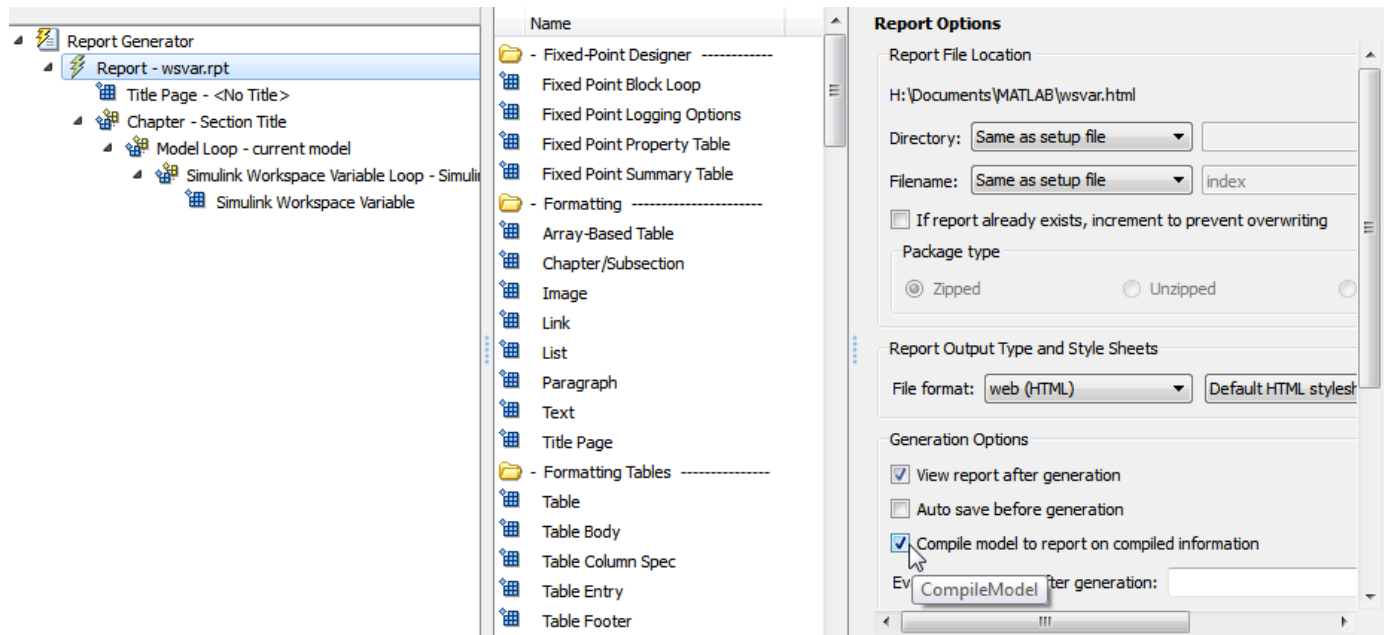 Report Generator
Report - wsvar.rpt
Title Page - <No Title>
Chapter - Section Title
Model Loop - current model
Simulink Workspace Variable Loop - Simulin
Simulink Workspace Variable
Name
- Fixed-Point Designer ------------
Fixed Point Block Loop
Fixed Point Logging Options
Fixed Point Property Table
Fixed Point Summary Table
- Formatting ----------------------
Array-Based Table
Chapter/Subsection
Image
Link
List
Paragraph
Text
Title Page
- Formatting Tables ---------------
Table
Table Body
Table Column Spec
Table Entry
Table Footer
Report Options
Report File Location
H:\Documents\MATLAB\wsvar.html
Directory: Same as setup file
Filename: Same as setup file index
If report already exists, increment to prevent overwriting
Package type
Zipped Unzipped
Report Output Type and Style Sheets
File format: web (HTML) Default HTML stylesh
Generation Options
View report after generation
Auto save before generation
Compile model to report on compiled information
Ev ter generation:
CompileModel